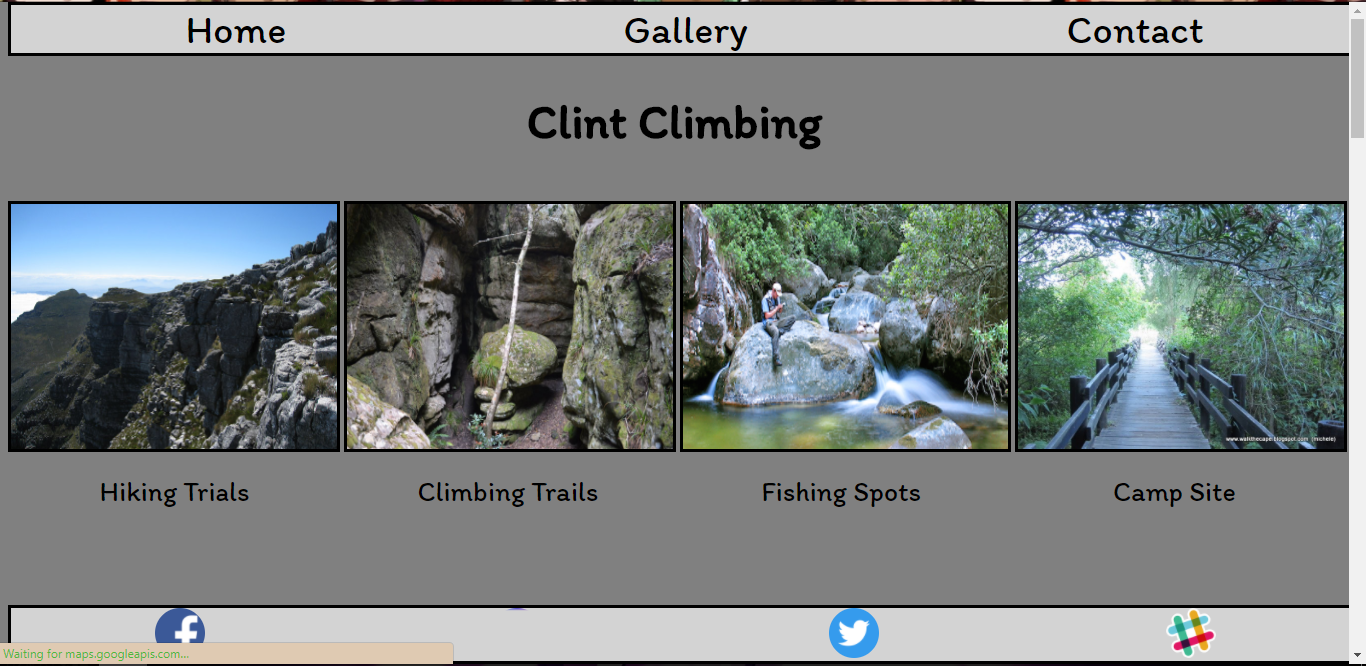 Home Gallery Contact
Clint Climbing
www.walkthecape.blogspot.com (michele)
Hiking Trials Climbing Trails Fishing Spots Camp Site
Waiting for maps.googleapis.com...